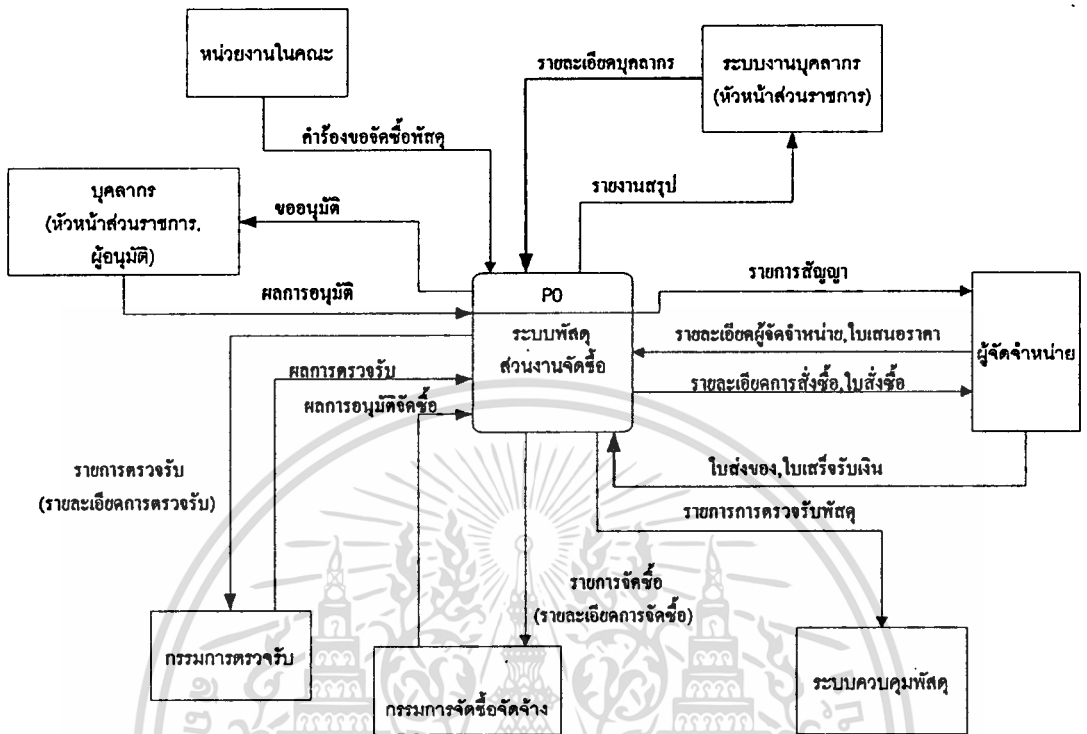 หน่วยงานในคณะ
รายละเอียดบุคลากร
ระบบงานบุคลากร
(หัวหน้าส่วนราชการ)
คำร้องขอจัดซื้อพัสดุ
บุคลากร
(หัวหน้าส่วนราชการ,
ผู้อนุมัติ)
ขออนุมัติ
รายงานสรุป
ผลการอนุมัติ
P0
ระบบพัสดุ
ส่วนงานจัดซื้อ
รายการสัญญา
รายละเอียดผู้จัดจำหน่าย,ใบเสนอราคา
รายละเอียดการสั่งซื้อ,ใบสั่งซื้อ
ผู้จัดจำหน่าย
ผลการตรวจรับ
ผลการอนุมัติจัดซื้อ
รายการตรวจรับ
(รายละเอียดการตรวจรับ)
ใบส่งของ,ใบเสร็จรับเงิน
รายการการตรวจรับพัสดุ
รายการจัดซื้อ
(รายละเอียดการจัดซื้อ)
กรรมการตรวจรับ
กรรมการจัดซื้อจัดจ้าง
ระบบควบคุมพัสดุ